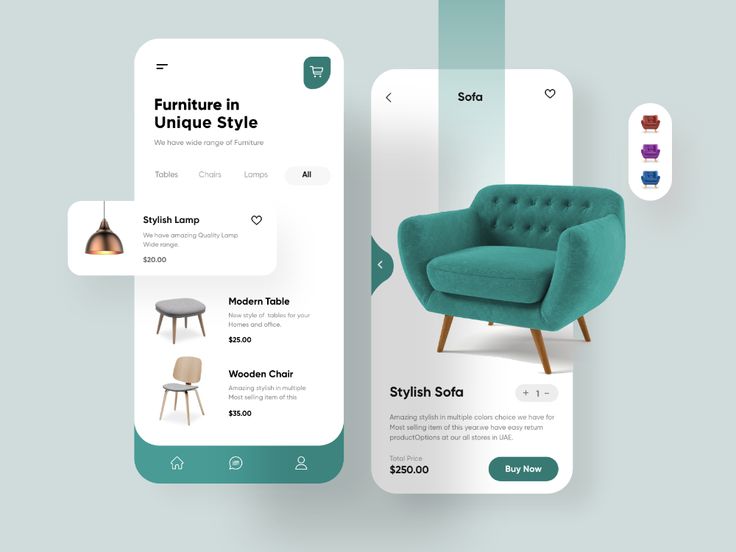 Furniture in
Unique Style
We have wide range of Furniture
Tables Chairs Lamps All
Stylish Lamp
We have amazing Quality Lamp
Wide range.
$20.00
Modern Table
Now style of. tables for your
Homes and office.
$25.00
Wooden Chair
Amazing stylish in multiple
Most selling item of this
$35.00
Sofa
Stylish Sofa
+ 1 −
Amazing stylish in multiple colors choice we have for
Most selling item of this year.we have easy return
productOptions at our all stores in UAE.
Total Price
$250.00
Buy Now